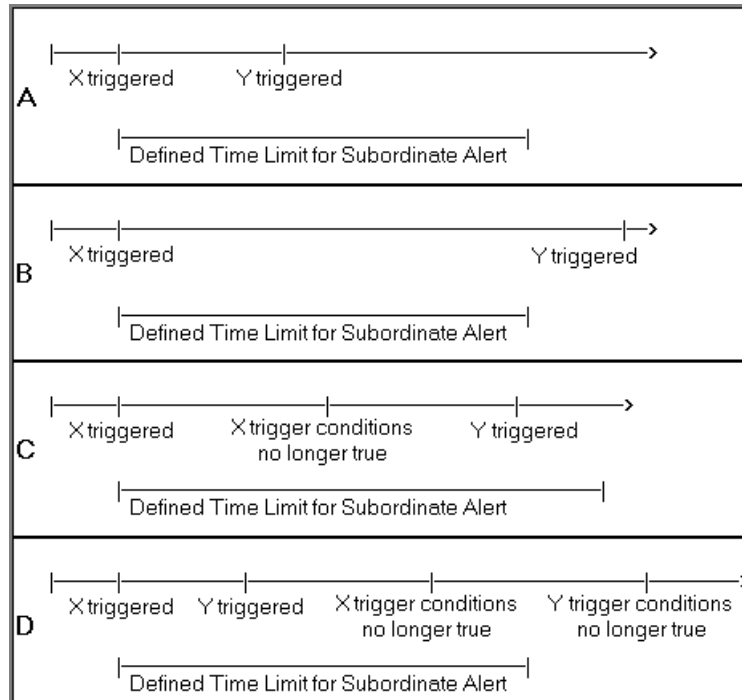 A
X triggered Y triggered
Defined Time Limit for Subordinate Alert
B
X triggered Y triggered
Defined Time Limit for Subordinate Alert
C
X triggered X trigger conditions Y triggered
no longer true
Defined Time Limit for Subordinate Alert
D
X triggered Y triggered X trigger conditions Y trigger conditions
no longer true no longer true
Defined Time Limit for Subordinate Alert